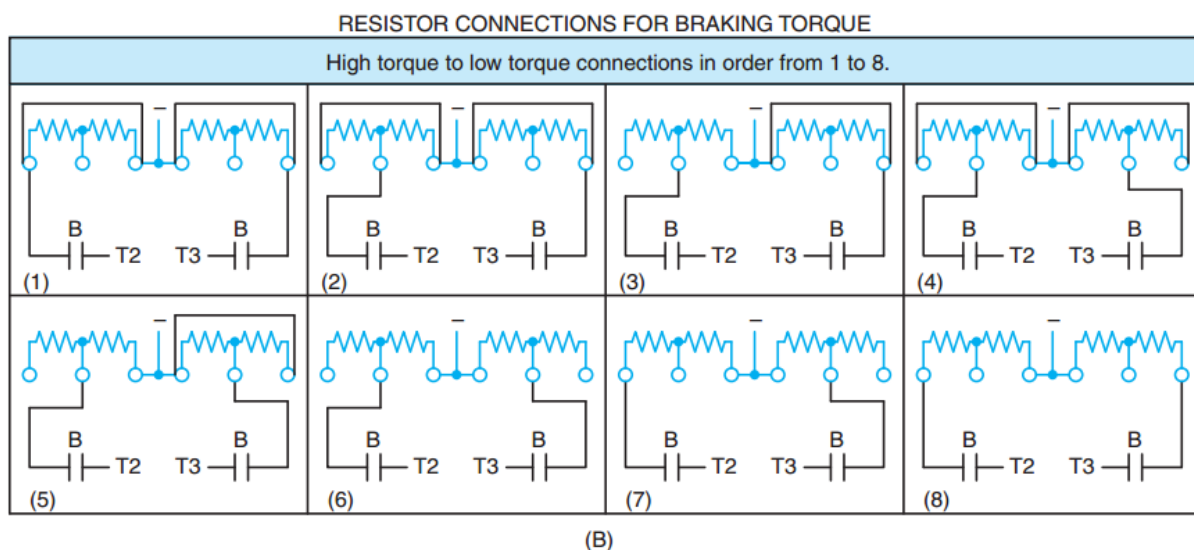 RESISTOR CONNECTIONS FOR BRAKING TORQUE
High torque to low torque connections in order from 1 to 8.
– – – –
B B B B B B B B
T2 T3 T2 T3 T2 T3 T2 T3
(1) (2) (3) (4)
– – – –
B B B B B B B B
T2 T3 T2 T3 T2 T3 T2 T3
(5) (6) (7) (8)
(B)